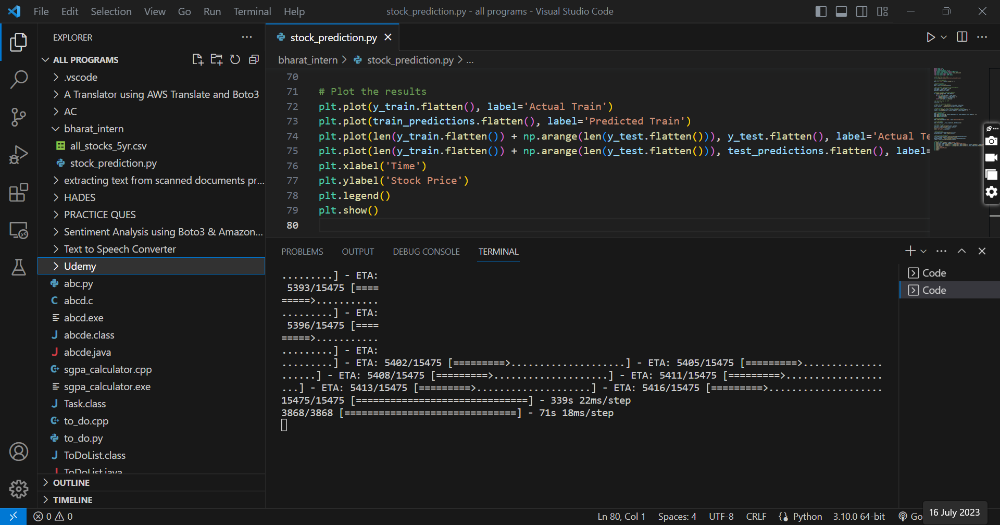 File Edit Selection View Go Run Terminal Help
stock_prediction.py - all programs - Visual Studio Code
EXPLORER
ALL PROGRAMS
.vscode
A Translator using AWS Translate and Boto3
AC
bharat_intern
all_stocks_5yr.csv
stock_prediction.py
extracting text from scanned documents pr...
HADES
PRACTICE QUES
Sentiment Analysis using Boto3 & Amazon...
Text to Speech Converter
Udemy
abc.py
abcd.c
abcd.exe
abcde.class
abcde.java
sgpa_calculator.cpp
sgpa_calculator.exe
Task.class
to_do.cpp
to_do.py
ToDoList.class
ToDoList.java
OUTLINE
TIMELINE
stock_prediction.py
bharat_intern > stock_prediction.py > ...
70
71 # Plot the results
72 plt.plot(y_train.flatten(), label='Actual Train')
73 plt.plot(train_predictions.flatten(), label='Predicted Train')
74 plt.plot(len(y_train.flatten()) + np.arange(len(y_test.flatten())), y_test.flatten(), label='Actual Te
75 plt.plot(len(y_train.flatten()) + np.arange(len(y_test.flatten())), test_predictions.flatten(), label=
76 plt.xlabel('Time')
77 plt.ylabel('Stock Price')
78 plt.legend()
79 plt.show()
80
PROBLEMS OUTPUT DEBUG CONSOLE TERMINAL
.........] - ETA:
5393/15475 [====
=====>...........
.........] - ETA:
5396/15475 [====
=====>...........
.........] - ETA:
.........] - ETA: 5402/15475 [=========>....................] - ETA: 5405/15475 [=========>..............
......] - ETA: 5408/15475 [=========>....................] - ETA: 5411/15475 [=========>.................
...] - ETA: 5413/15475 [=========>....................] - ETA: 5416/15475 [=========>....................
15475/15475 [==============================] - 339s 22ms/step
3868/3868 [==============================] - 71s 18ms/step
Code
Code
0 0
Ln 80, Col 1 Spaces: 4 UTF-8 CRLF Python 3.10.0 64-bit Go
16 July 2023